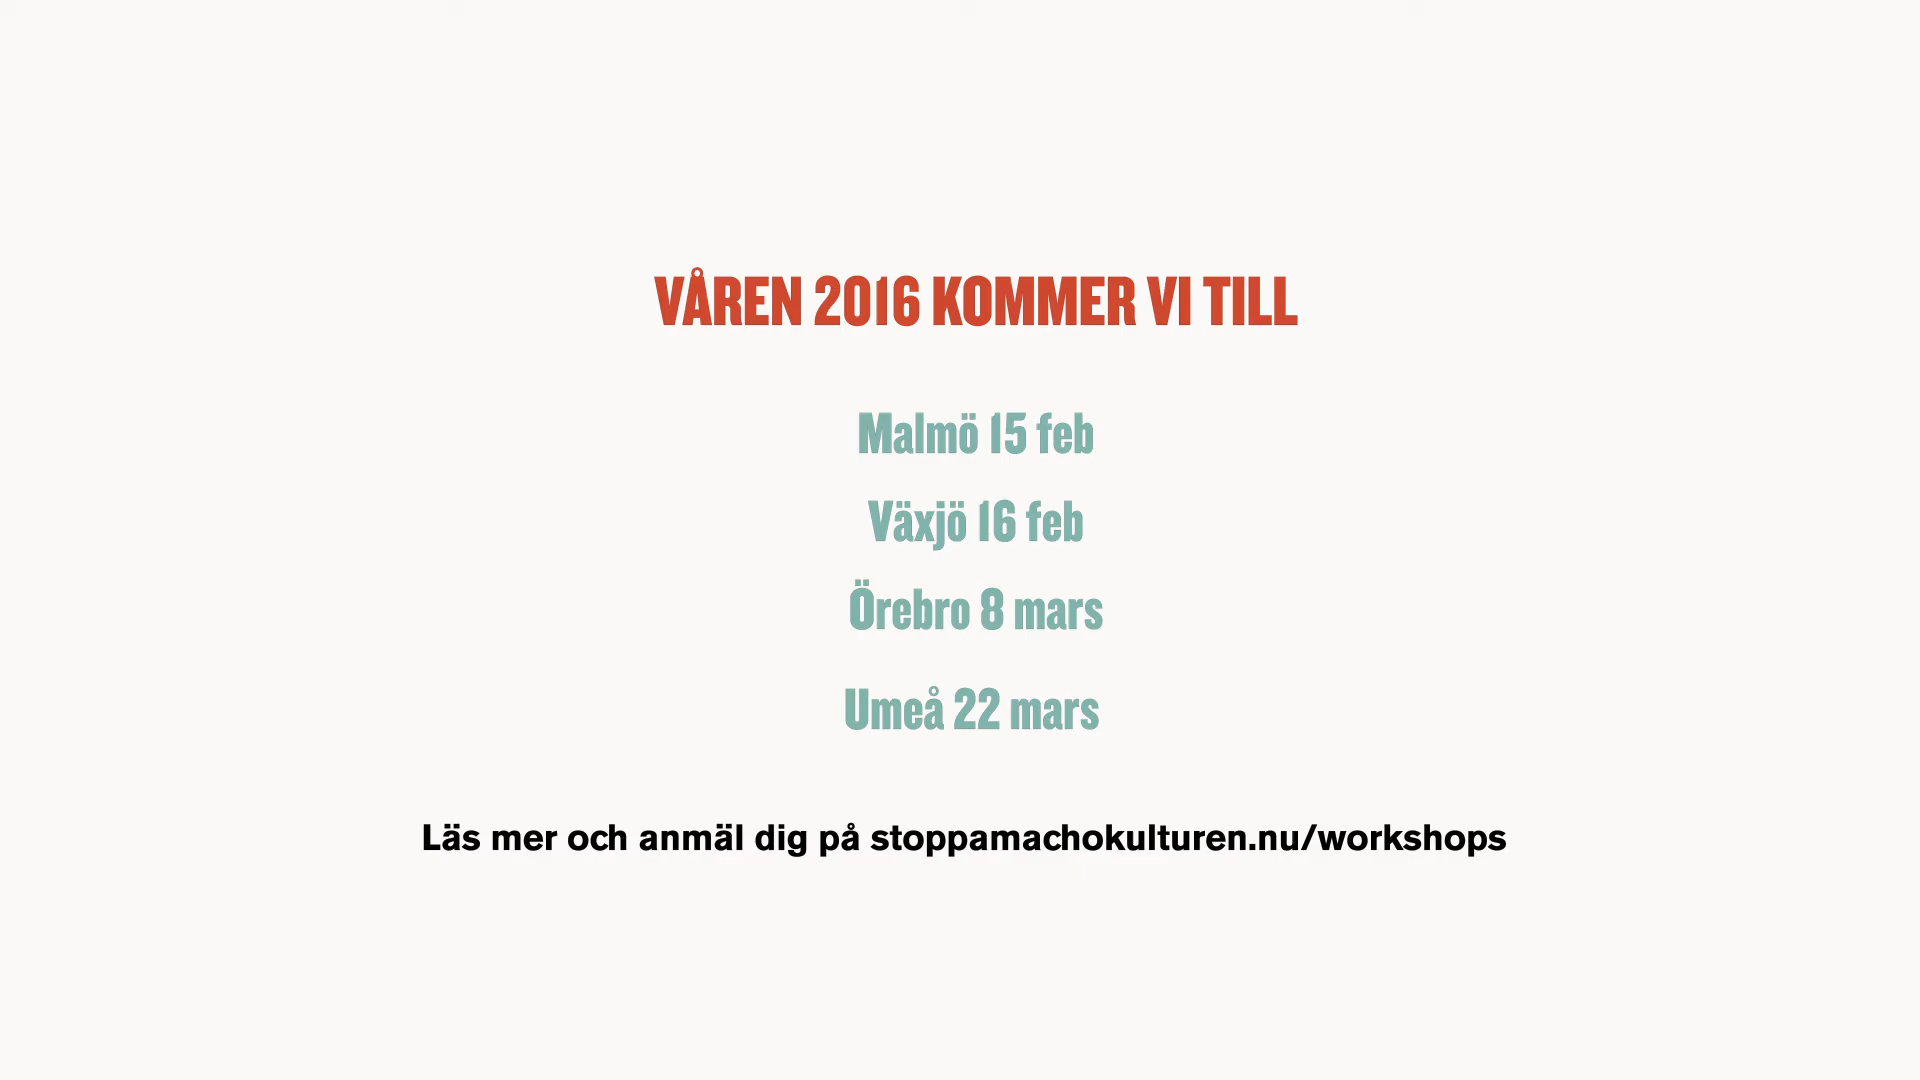 VÅREN 2016 KOMMER VI TILL
Malmö 15 feb
Växjö 16 feb
Örebro 8 mars
Umeå 22 mars
Läs mer och anmäl dig på stoppamachokulturen.nu/workshops